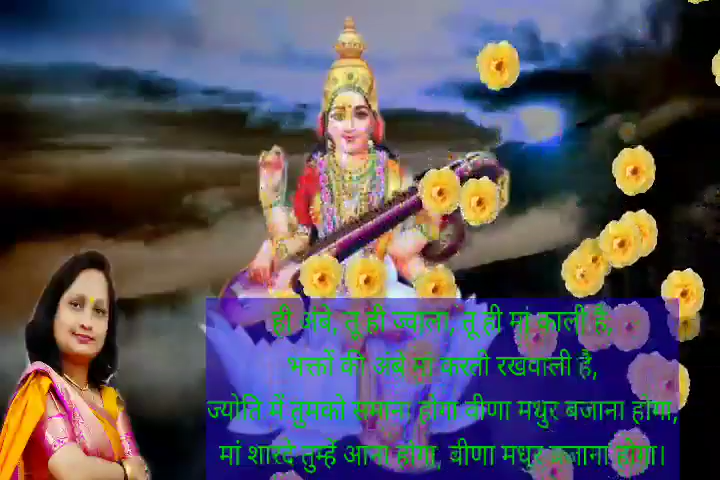 ही अंबे, तू ही ज्वाला, तू ही मां काली है,
भक्तों की अंबे मां करती रखवाली है,
ज्योति में तुमको समाना होगा वीणा मधुर बजाना होगा,
मां शारदे तुम्हें आना होगा, बीणा मधुर बजाना होगा।